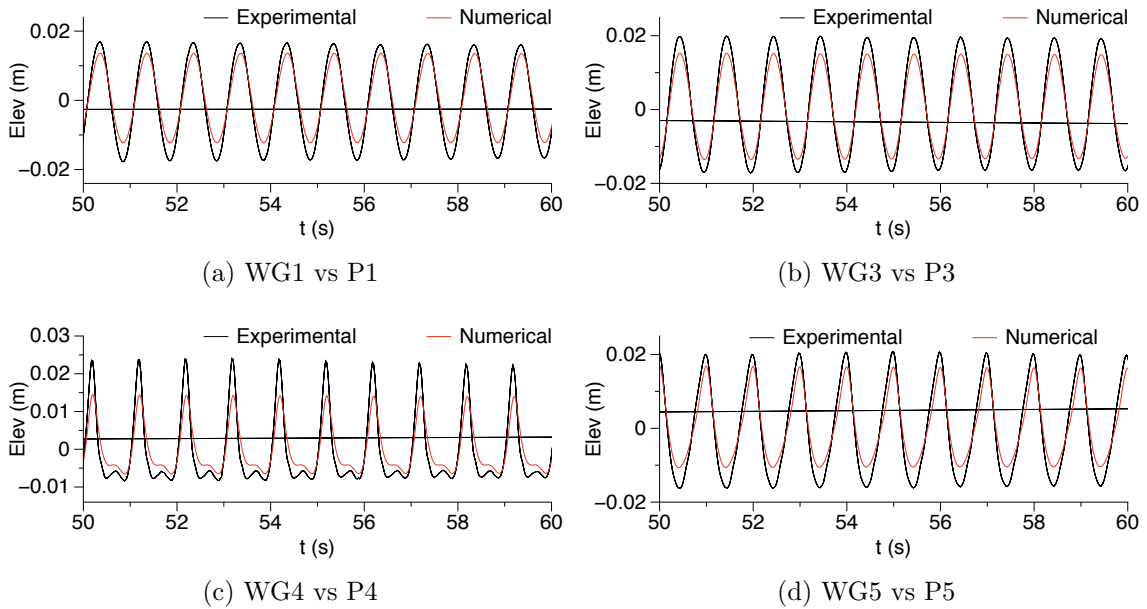 Experimental Numerical
0.02
0
−0.02
Elev (m)
50 52 54 56 58 60
t (s)
(a) WG1 vs P1
Experimental Numerical
0.02
0
−0.02
Elev (m)
50 52 54 56 58 60
t (s)
(b) WG3 vs P3
Experimental Numerical
0.03
0.02
0.01
0
−0.01
Elev (m)
50 52 54 56 58 60
t (s)
(c) WG4 vs P4
Experimental Numerical
0.02
0
−0.02
Elev (m)
50 52 54 56 58 60
t (s)
(d) WG5 vs P5